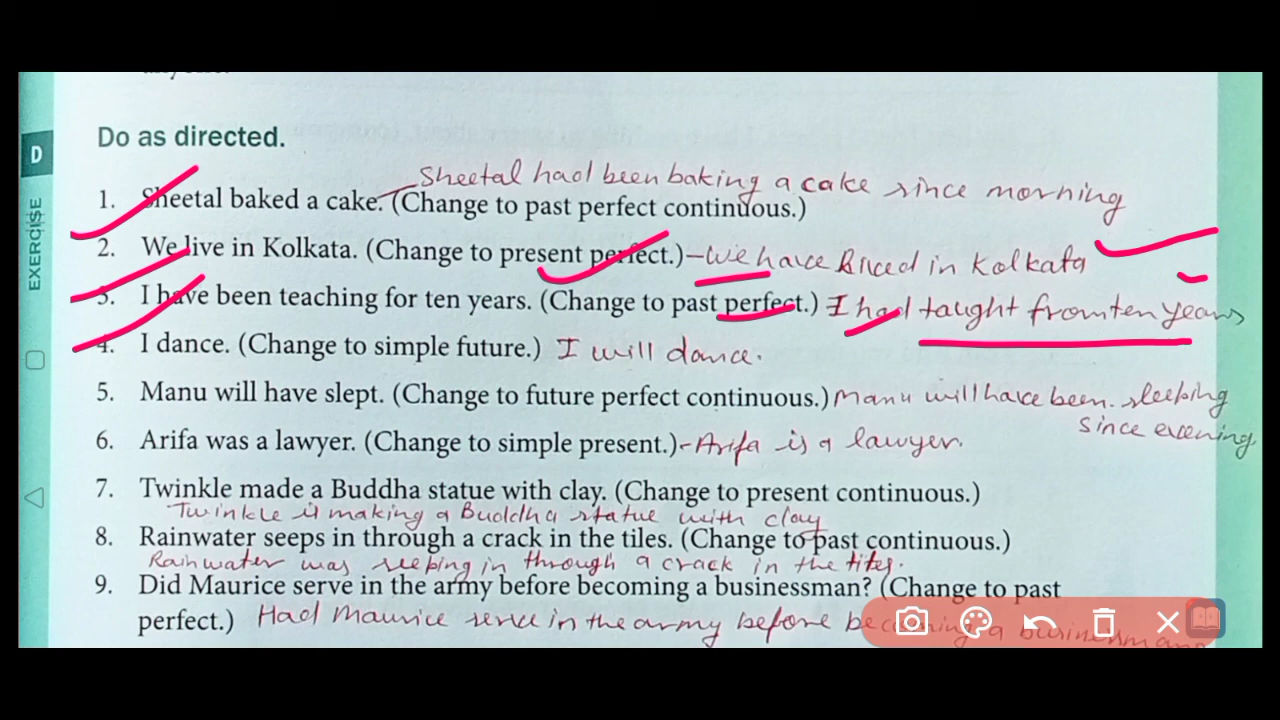 Do as directed.
D
EXERCISE
Sheetal had been baking a cake since morning
1. Sheetal baked a cake. (Change to past perfect continuous.)
2. We live in Kolkata. (Change to present perfect.) - We have lived in Kolkata
3. I have been teaching for ten years. (Change to past perfect.) I had taught from ten years
4. I dance. (Change to simple future.) I will dance.
5. Manu will have slept. (Change to future perfect continuous.) Manu will have been sleeping
since evening.
6. Arifa was a lawyer. (Change to simple present.) - Arifa is a lawyer.
7. Twinkle made a Buddha statue with clay. (Change to present continuous.)
Twinkle is making a Buddha statue with clay
8. Rainwater seeps in through a crack in the tiles. (Change to past continuous.)
Rainwater was seeping in through a crack in the tiles.
9. Did Maurice serve in the army before becoming a businessman? (Change to past
perfect.) Had Maurice serve in the army before becoming a businessman